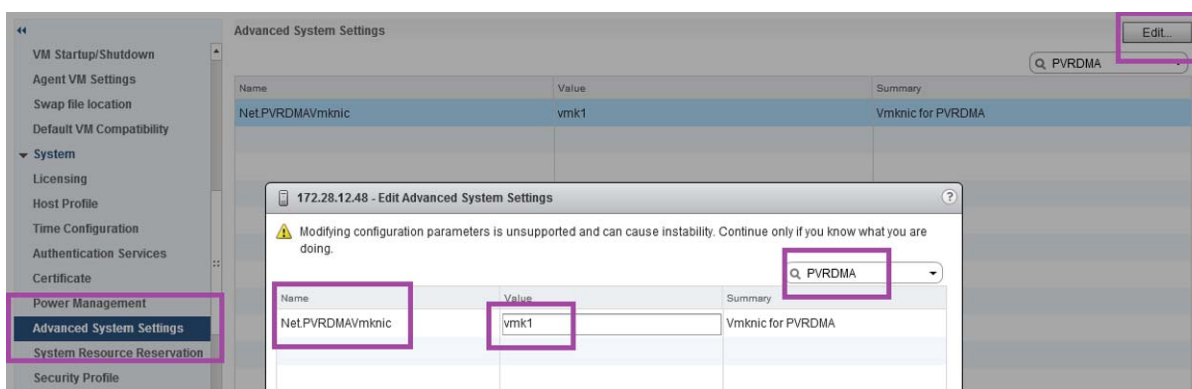 Advanced System Settings
Edit...
VM Startup/Shutdown
PVRDMA
Agent VM Settings
Name Value Summary
Swap file location
Net.PVRDMAVmknic vmk1 Vmknic for PVRDMA
Default VM Compatibility
System
Licensing
Host Profile
172.28.12.48 - Edit Advanced System Settings
?
Time Configuration
Modifying configuration parameters is unsupported and can cause instability. Continue only if you know what you are
doing.
Authentication Services
Certificate
PVRDMA
Power Management
Name Value Summary
Advanced System Settings
Net.PVRDMAVmknic vmk1 Vmknic for PVRDMA
System Resource Reservation
Security Profile